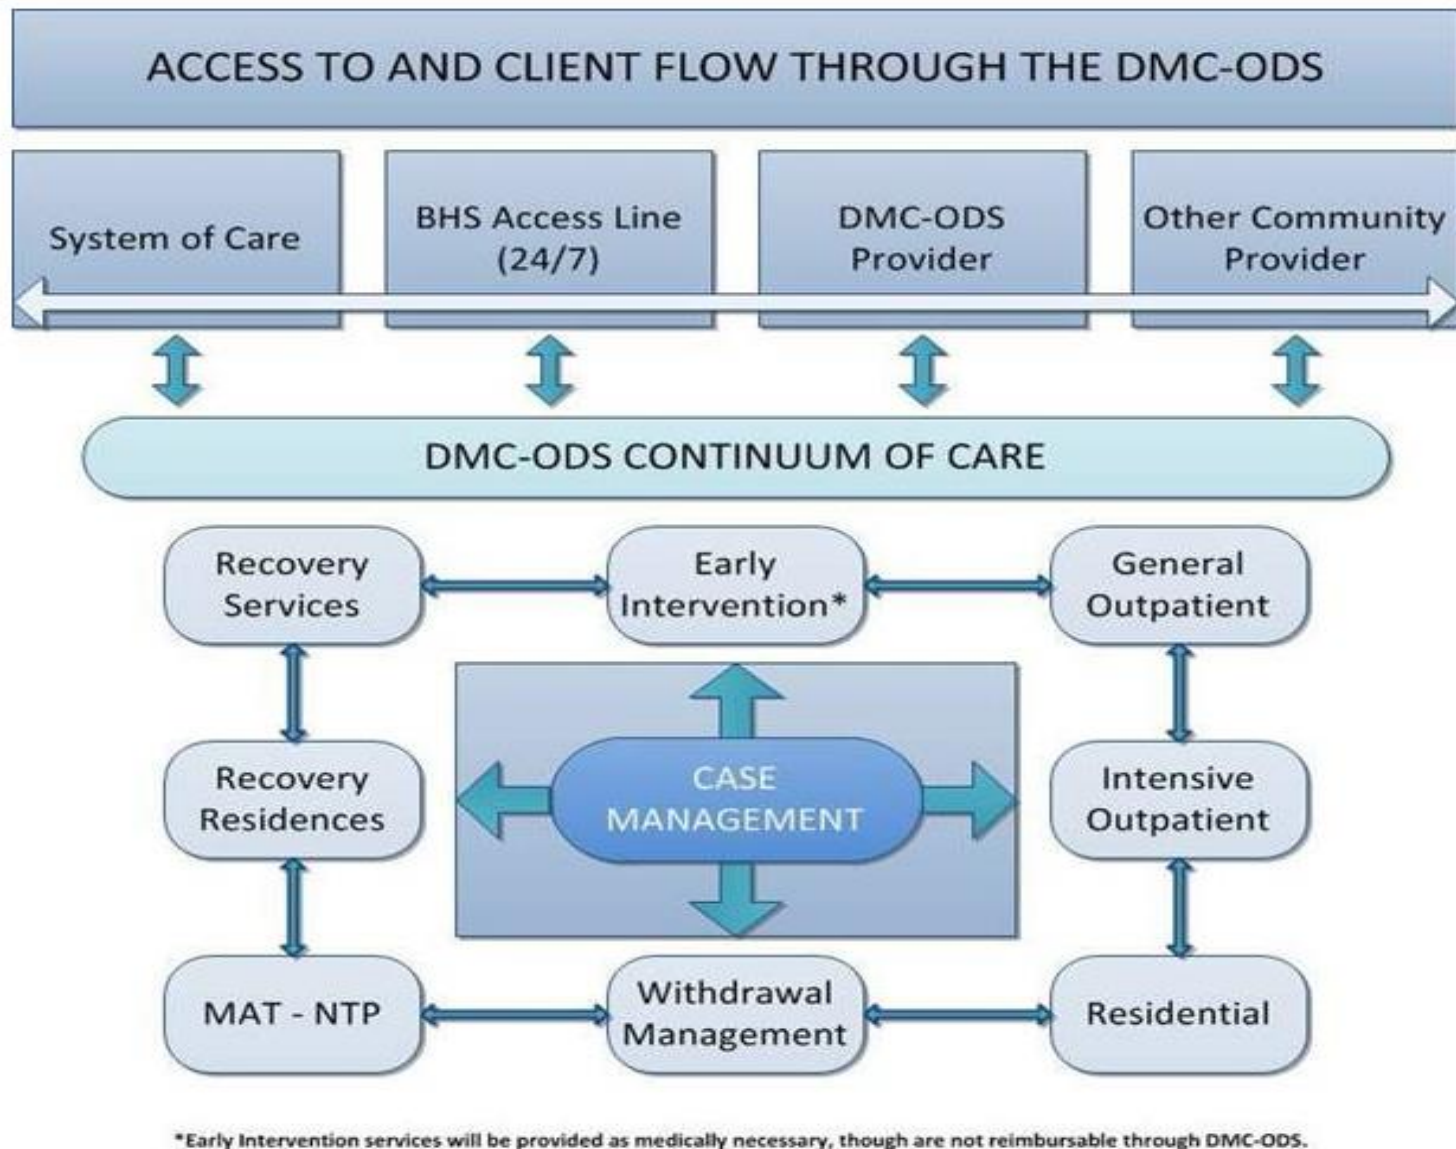 ACCESS TO AND CLIENT FLOW THROUGH THE DMC-ODS
System of Care
BHS Access Line
(24/7)
DMC-ODS
Provider
Other Community
Provider
DMC-ODS CONTINUUM OF CARE
Recovery
Services
Early
Intervention*
General
Outpatient
Recovery
Residences
CASE
MANAGEMENT
Intensive
Outpatient
MAT - NTP
Withdrawal
Management
Residential
*Early Intervention services will be provided as medically necessary, though are not reimbursable through DMC-ODS.